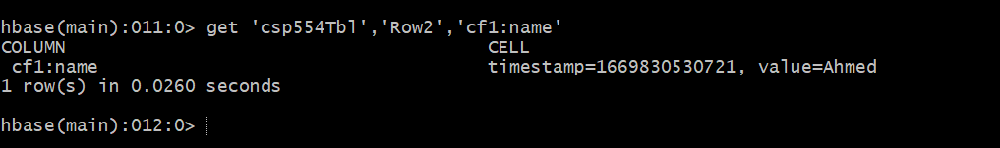 hbase(main):011:0> get 'csp554Tbl','Row2','cf1:name'
COLUMN                                        CELL
 cf1:name                                     timestamp=1669830530721, value=Ahmed
1 row(s) in 0.0260 seconds
hbase(main):012:0>